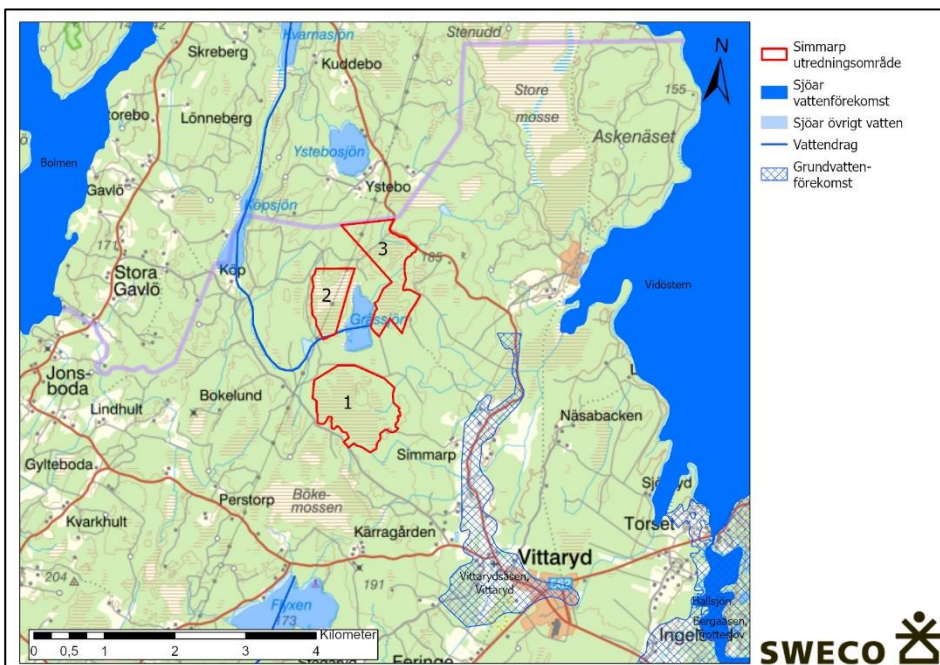 Stenudd
Kvarnasjön
Skreberg
Kuddebo
N
Store
mosse
155
Lönneberg
Askenäset
Ystebosjön
Bolmen
Gavlö
Ystebo
Köpsjön
171
3
185
Stora
Gavlö
Köp
2
Vidöstern
Grässjön
Jons-
boda
1
Bokelund
Lindhult
Näsabacken
Simmarp
Gylteboda
Perstorp
Böke-
mossen
Torset
Kvarkhult
Kärragården
Vittaryd
204
191
Vittarydsåsen,
Vittaryd
Hallsjön
Bergaåsen,
Flyxen
173
Kilometer
0 0,5 1 2 3 4
Feringe
Simmarp
utredningsområde
Sjöar
vattenförekomst
Sjöar övrigt vatten
Vattendrag
Grundvatten-
förekomst
SWECO